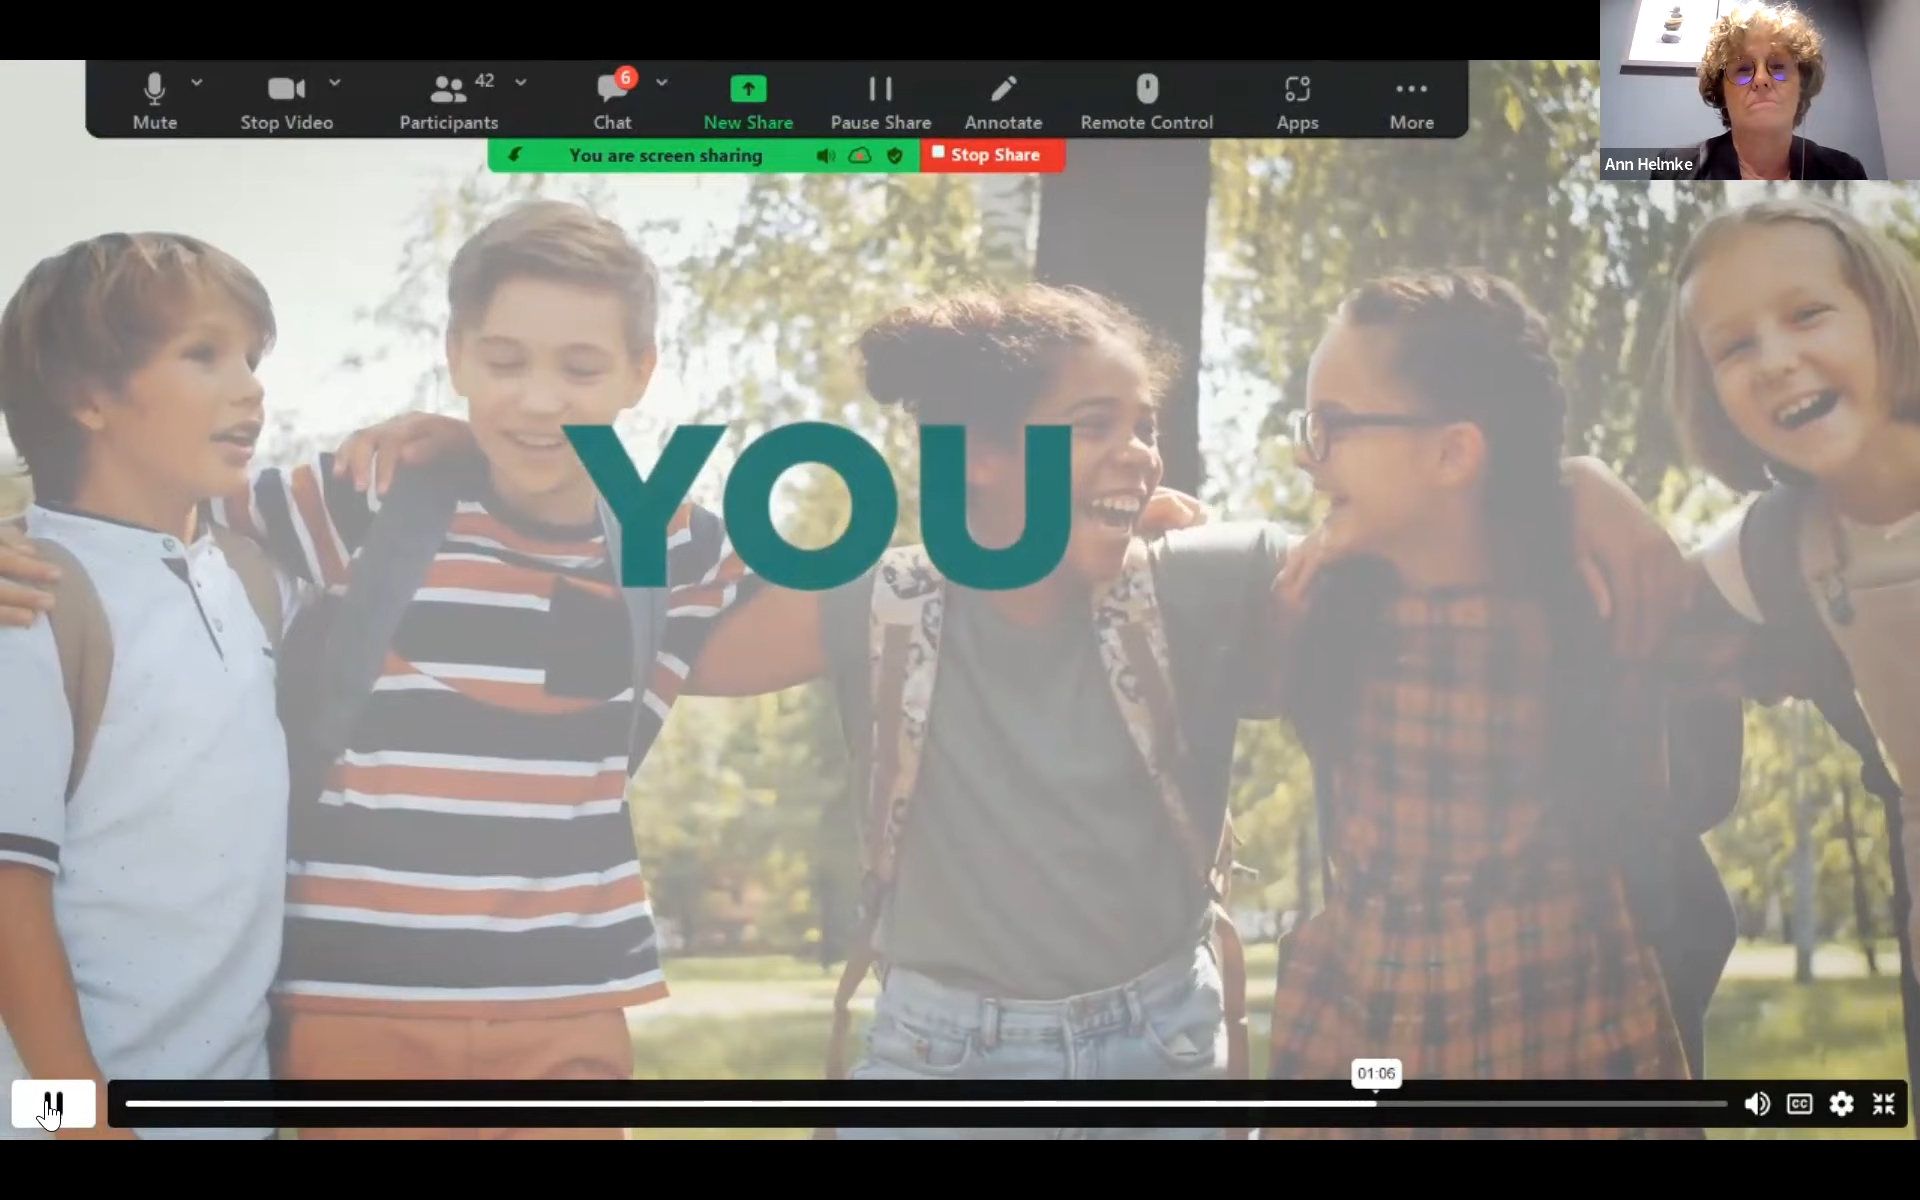 42
6
Mute
Stop Video
Participants
Chat
New Share
Pause Share
Annotate
Remote Control
Apps
More
You are screen sharing
Stop Share
Ann Helmke
YOU
01:06
CC